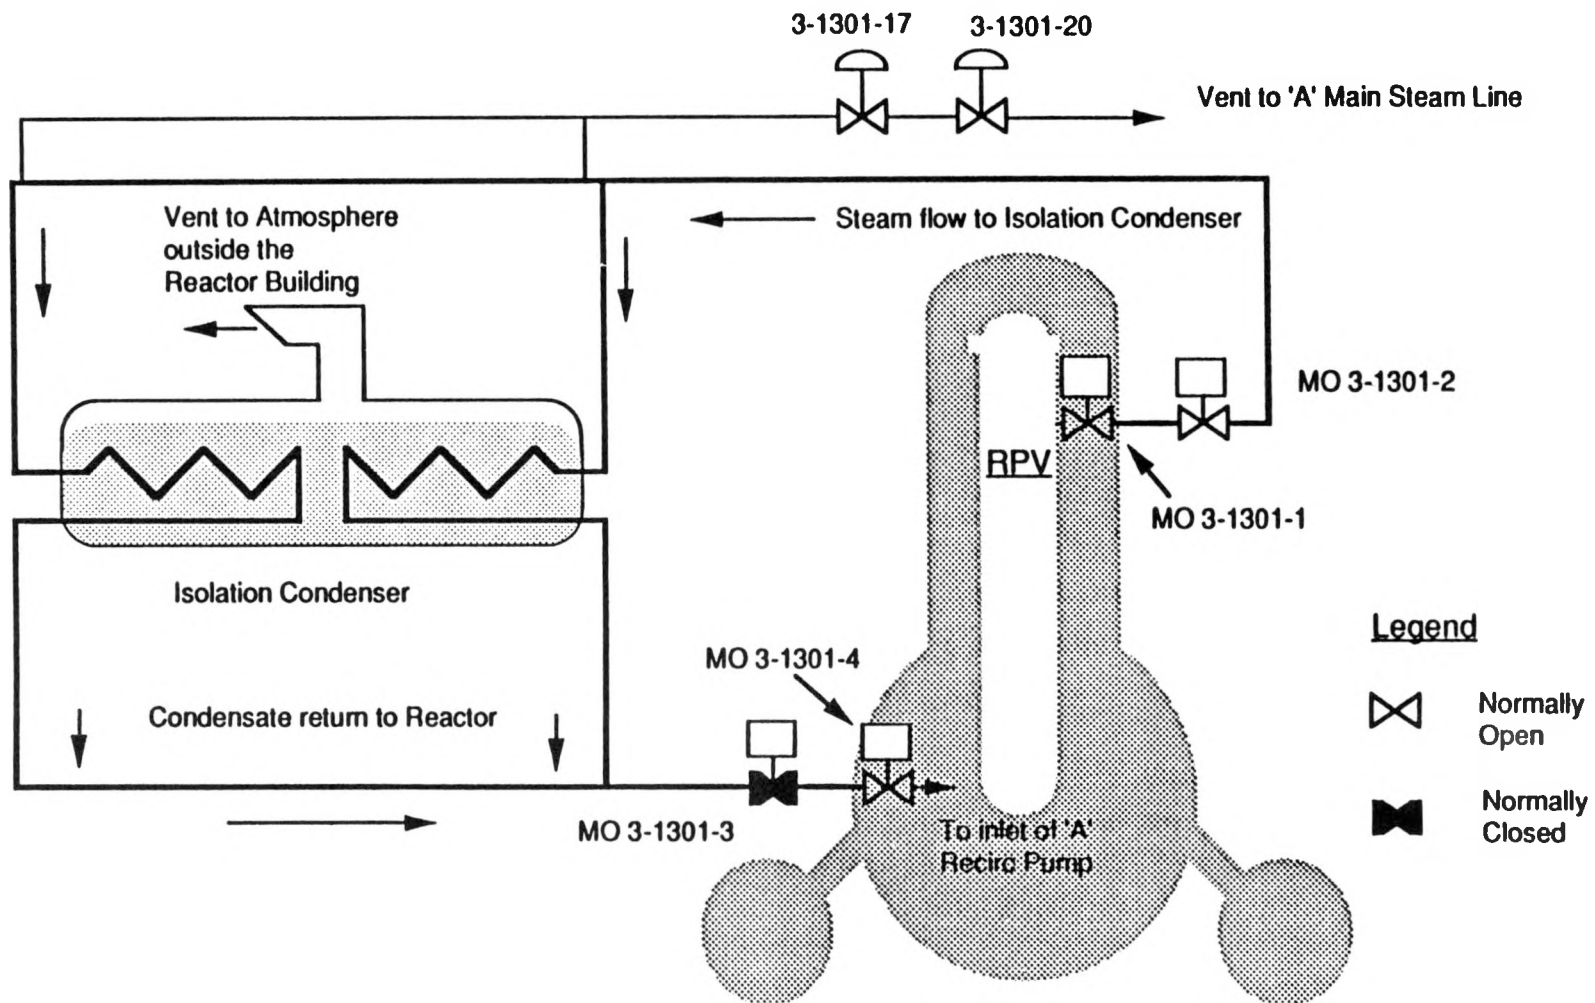 3-1301-17
3-1301-20
Vent to 'A' Main Steam Line
Vent to Atmosphere
outside the
Reactor Building
Steam flow to Isolation Condenser
MO 3-1301-2
RPV
MO 3-1301-1
Isolation Condenser
Legend
MO 3-1301-4
Normally
Open
Condensate return to Reactor
Normally
Closed
MO 3-1301-3
To inlet of 'A'
Recirc Pump